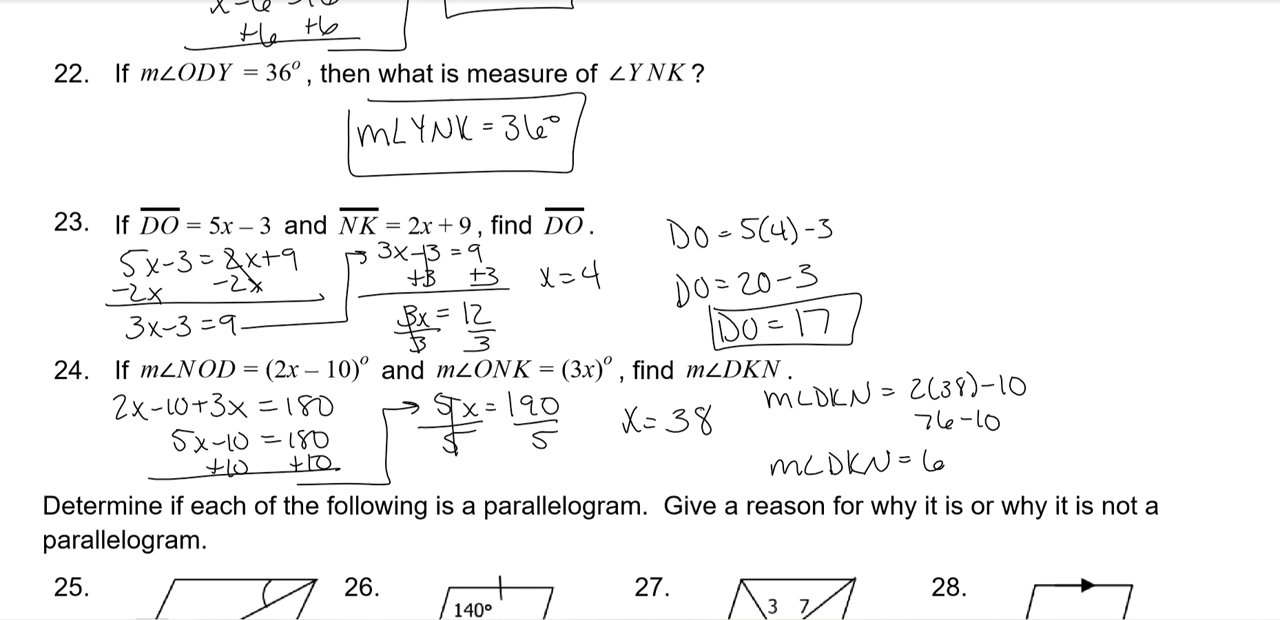 x-6
+6 +6
22. If m∠ODY = 36°, then what is measure of ∠YNK?
m∠YNK = 36°
23. If DO = 5x – 3 and NK = 2x + 9, find DO.
5x-3 = 2x+9
-2x -2x
3x-3 = 9
3x-3 = 9
+3 +3
3x = 12
3 3
x = 4
DO = 5(4)-3
DO = 20-3
DO = 17
24. If m∠NOD = (2x – 10)° and m∠ONK = (3x)°, find m∠DKN.
2x-10+3x = 180
5x-10 = 180
+10 +10
5x = 190
5 5
x = 38
m∠DKN = 2(38)-10
76-10
m∠DKN = 6
Determine if each of the following is a parallelogram. Give a reason for why it is or why it is not a
parallelogram.
25. 26. 27. 28.
140° 3 7